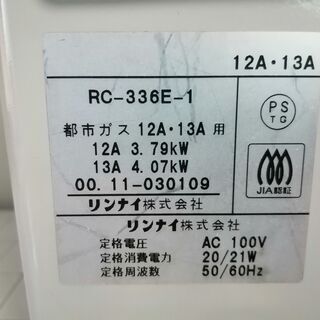 12A・13A
RC-336E-1
都市ガス 12A・13A 用
12A 3.79kW
13A 4.07kW
00.11-030109
リンナイ株式会社
PS
TG
JIA認証
リンナイ株式会社
定格電圧 AC 100V
定格消費電力 20/21W
定格周波数 50/60Hz